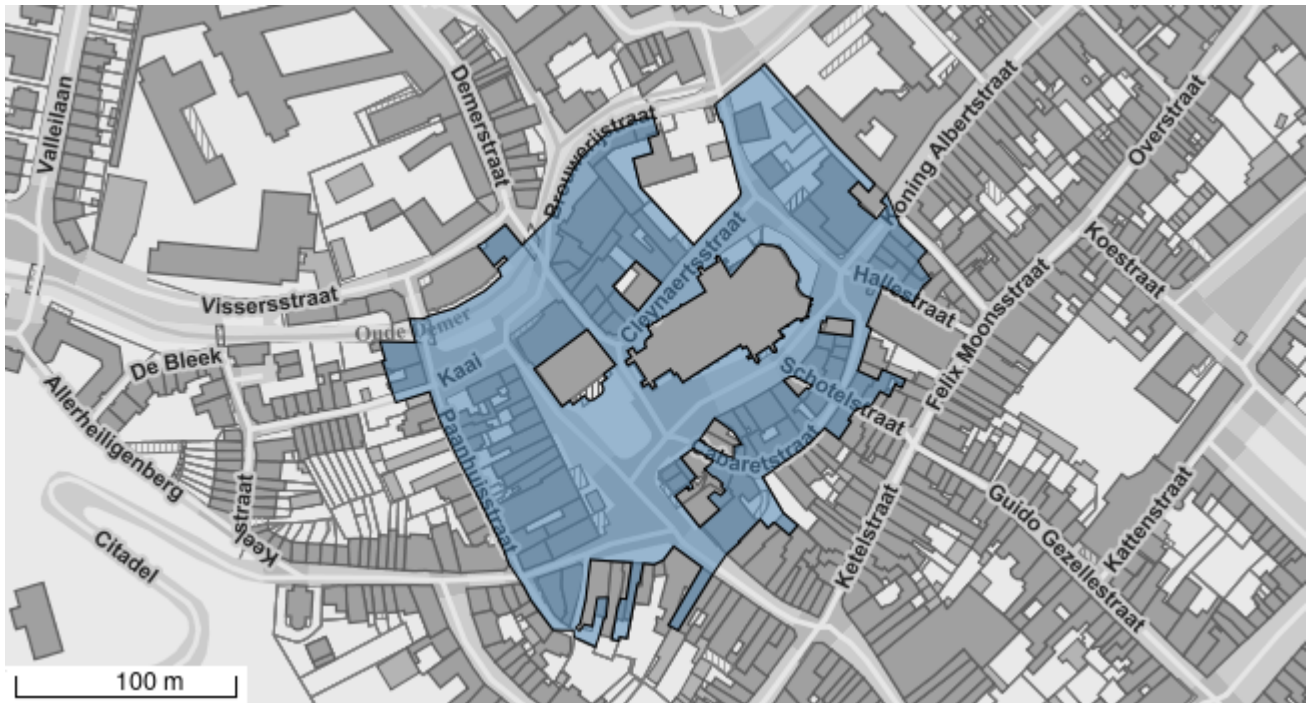 Valleilaan
Demerstraat
Brouwerijstraat
Koning Albertstraat
Overstraat
Koestraat
Vissersstraat
Oude Demer
Cleynaertsstraat
Hallestraat
Felix Moonsstraat
De Bleek
Kaai
Schotelstraat
Allerheiligenberg
Paanhuisstraat
Cabaretstraat
Keelstraat
Citadel
Ketelstraat
Guido Gezellestraat
Kattenstraat
100 m